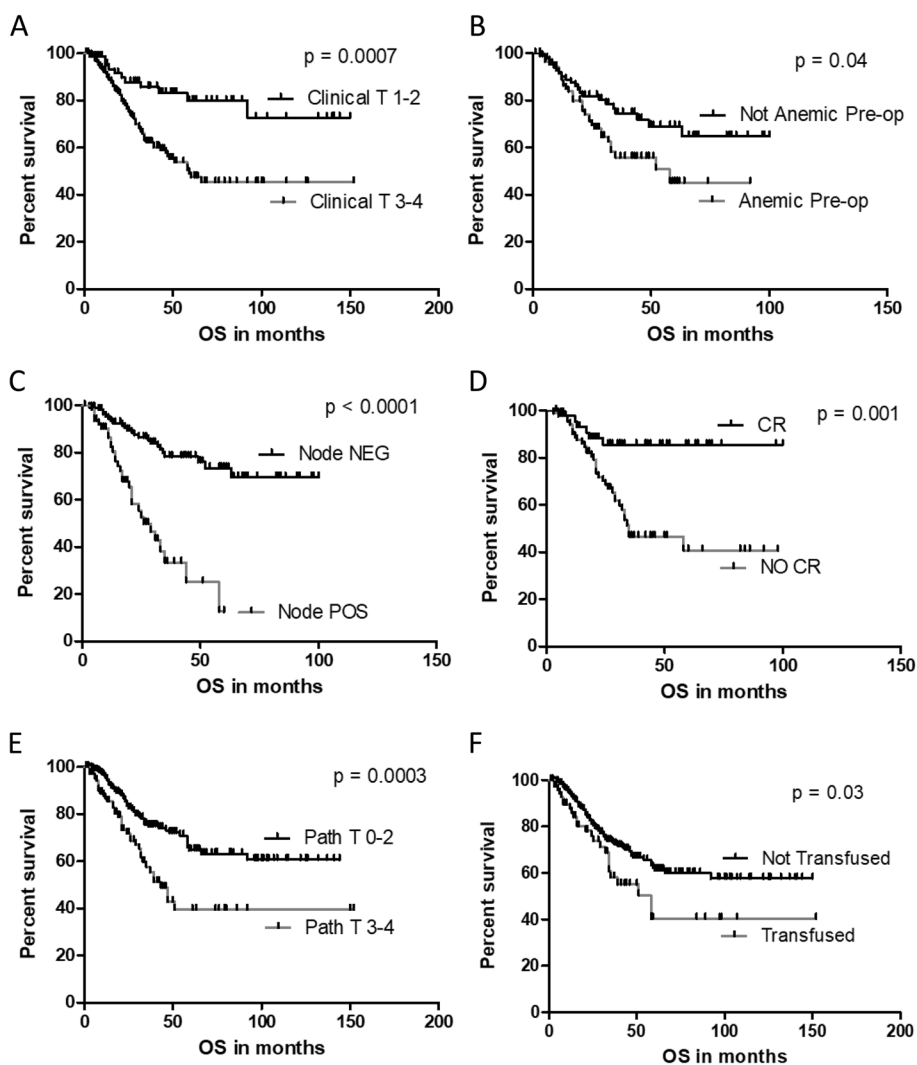 A
p = 0.0007
100
80
60
40
20
0
Percent survival
Clinical T 1-2
Clinical T 3-4
0 50 100 150 200
OS in months
B
p = 0.04
100
80
60
40
20
0
Percent survival
Not Anemic Pre-op
Anemic Pre-op
0 50 100 150
OS in months
C
p < 0.0001
100
80
60
40
20
0
Percent survival
Node NEG
Node POS
0 50 100 150
OS in months
D
p = 0.001
100
80
60
40
20
0
Percent survival
CR
NO CR
0 50 100 150
OS in months
E
p = 0.0003
100
80
60
40
20
0
Percent survival
Path T 0-2
Path T 3-4
0 50 100 150 200
OS in months
F
p = 0.03
100
80
60
40
20
0
Percent survival
Not Transfused
Transfused
0 50 100 150 200
OS in months